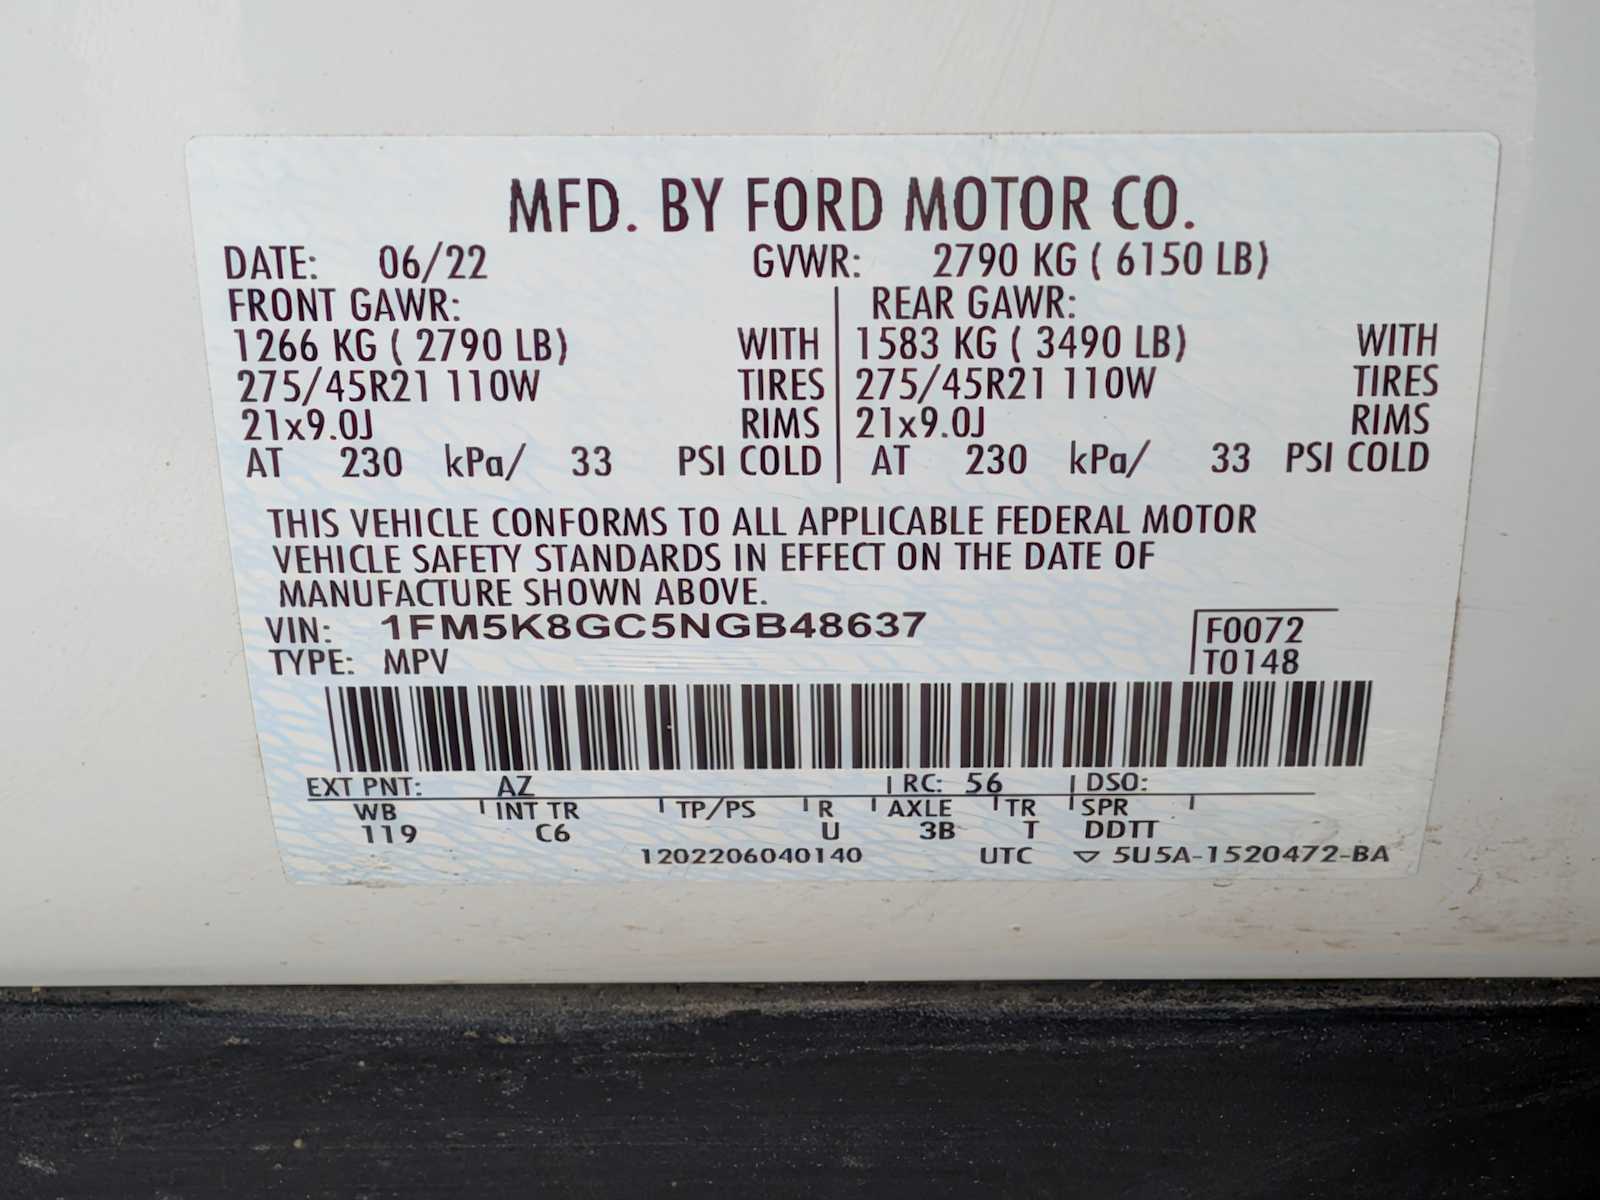 MFD. BY FORD MOTOR CO.
DATE: 06/22 GVWR: 2790 KG ( 6150 LB)
FRONT GAWR: REAR GAWR:
1266 KG ( 2790 LB) WITH 1583 KG ( 3490 LB) WITH
275/45R21 110W TIRES 275/45R21 110W TIRES
21x9.0J RIMS 21x9.0J RIMS
AT 230 kPa/ 33 PSI COLD AT 230 kPa/ 33 PSI COLD
THIS VEHICLE CONFORMS TO ALL APPLICABLE FEDERAL MOTOR
VEHICLE SAFETY STANDARDS IN EFFECT ON THE DATE OF
MANUFACTURE SHOWN ABOVE.
VIN: 1FM5K8GC5NGB48637 F0072
TYPE: MPV T0148
EXT PNT: AZ RC: 56 DSO:
WB INT TR TP/PS R AXLE TR SPR
119 C6 U 3B T DDTT
1202206040140 UTC ▽ 5U5A-1520472-BA